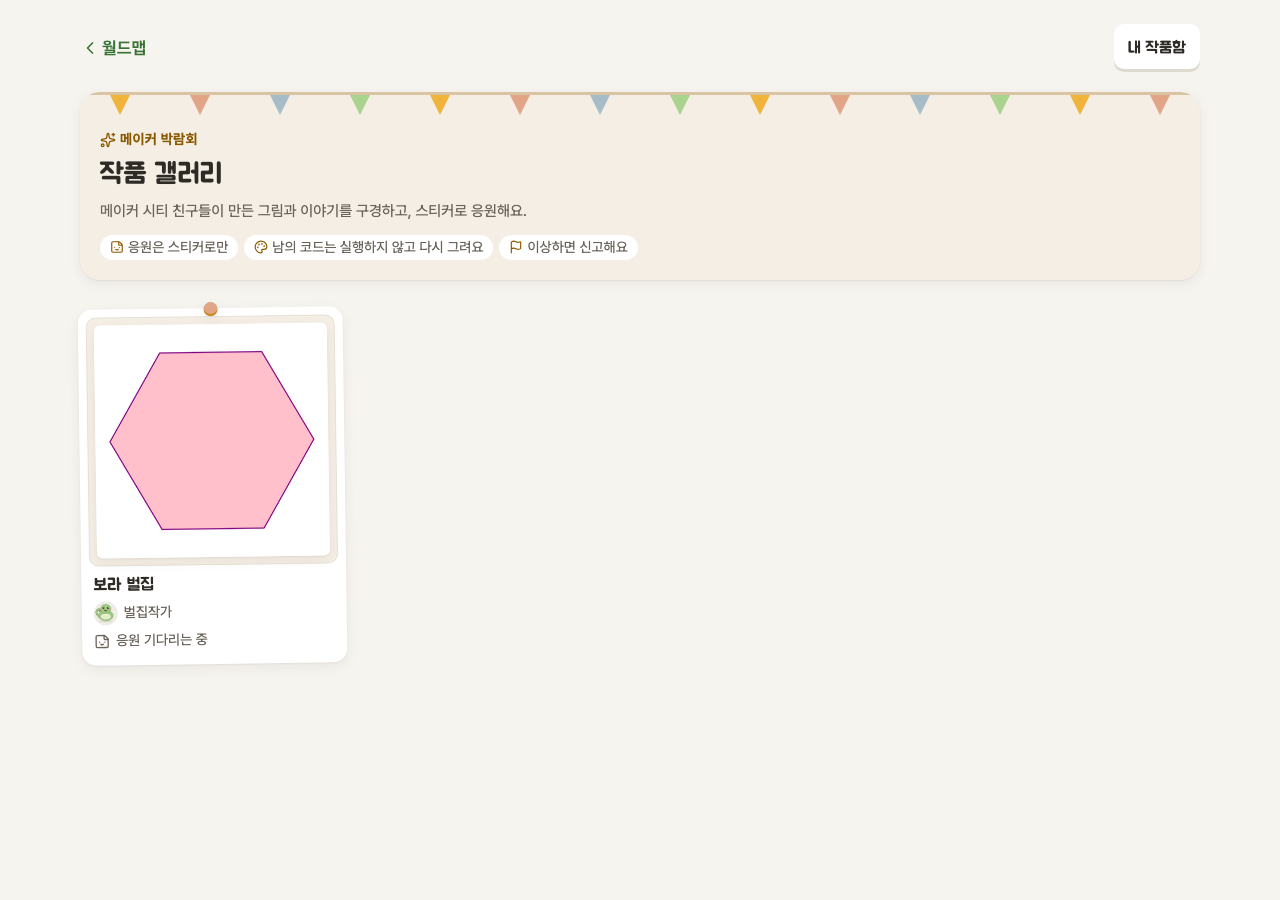 월드맵
내 작품함
메이커 박람회
작품 갤러리
메이커 시티 친구들이 만든 그림과 이야기를 구경하고, 스티커로 응원해요.
응원은 스티커로만
남의 코드는 실행하지 않고 다시 그려요
이상하면 신고해요
보라 벌집
벌집작가
응원 기다리는 중